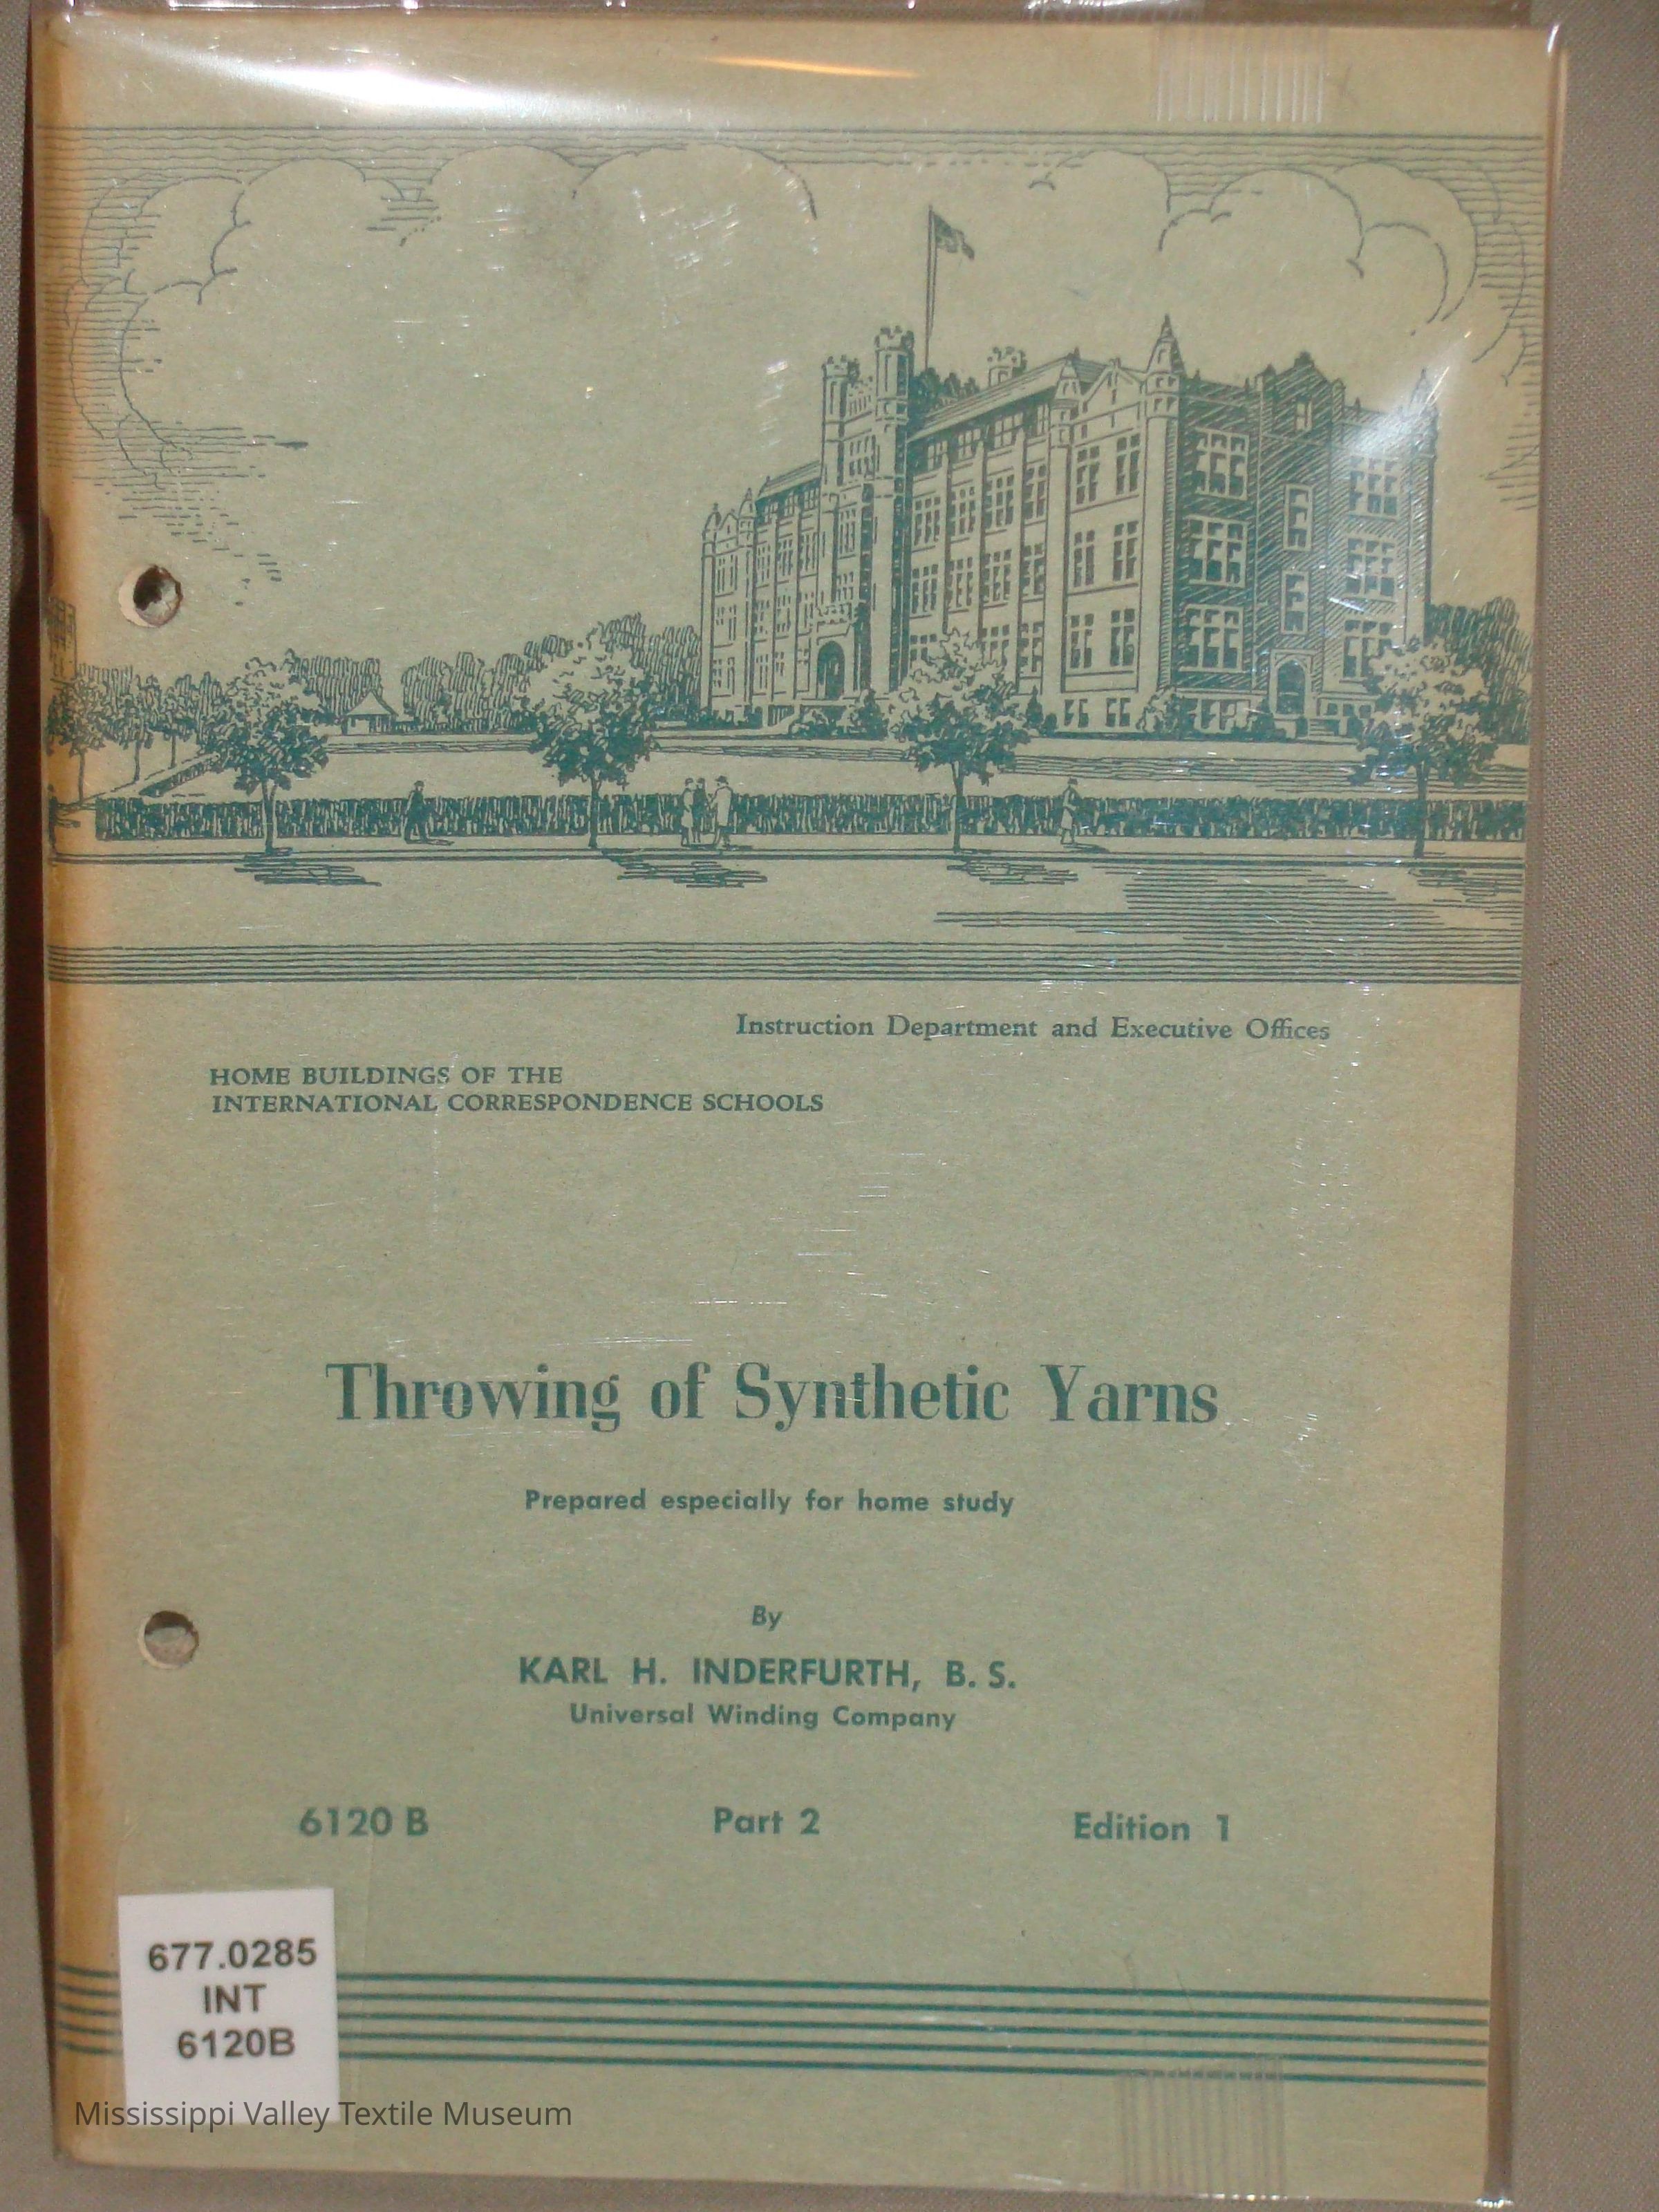 Instruction Department and Executive Offices
HOME BUILDINGS OF THE
INTERNATIONAL CORRESPONDENCE SCHOOLS
Throwing of Synthetic Yarns
Prepared especially for home study
By
KARL H. INDERFURTH, B. S.
Universal Winding Company
6120 B Part 2 Edition 1
677.0285
INT
6120B
Mississippi Valley Textile Museum